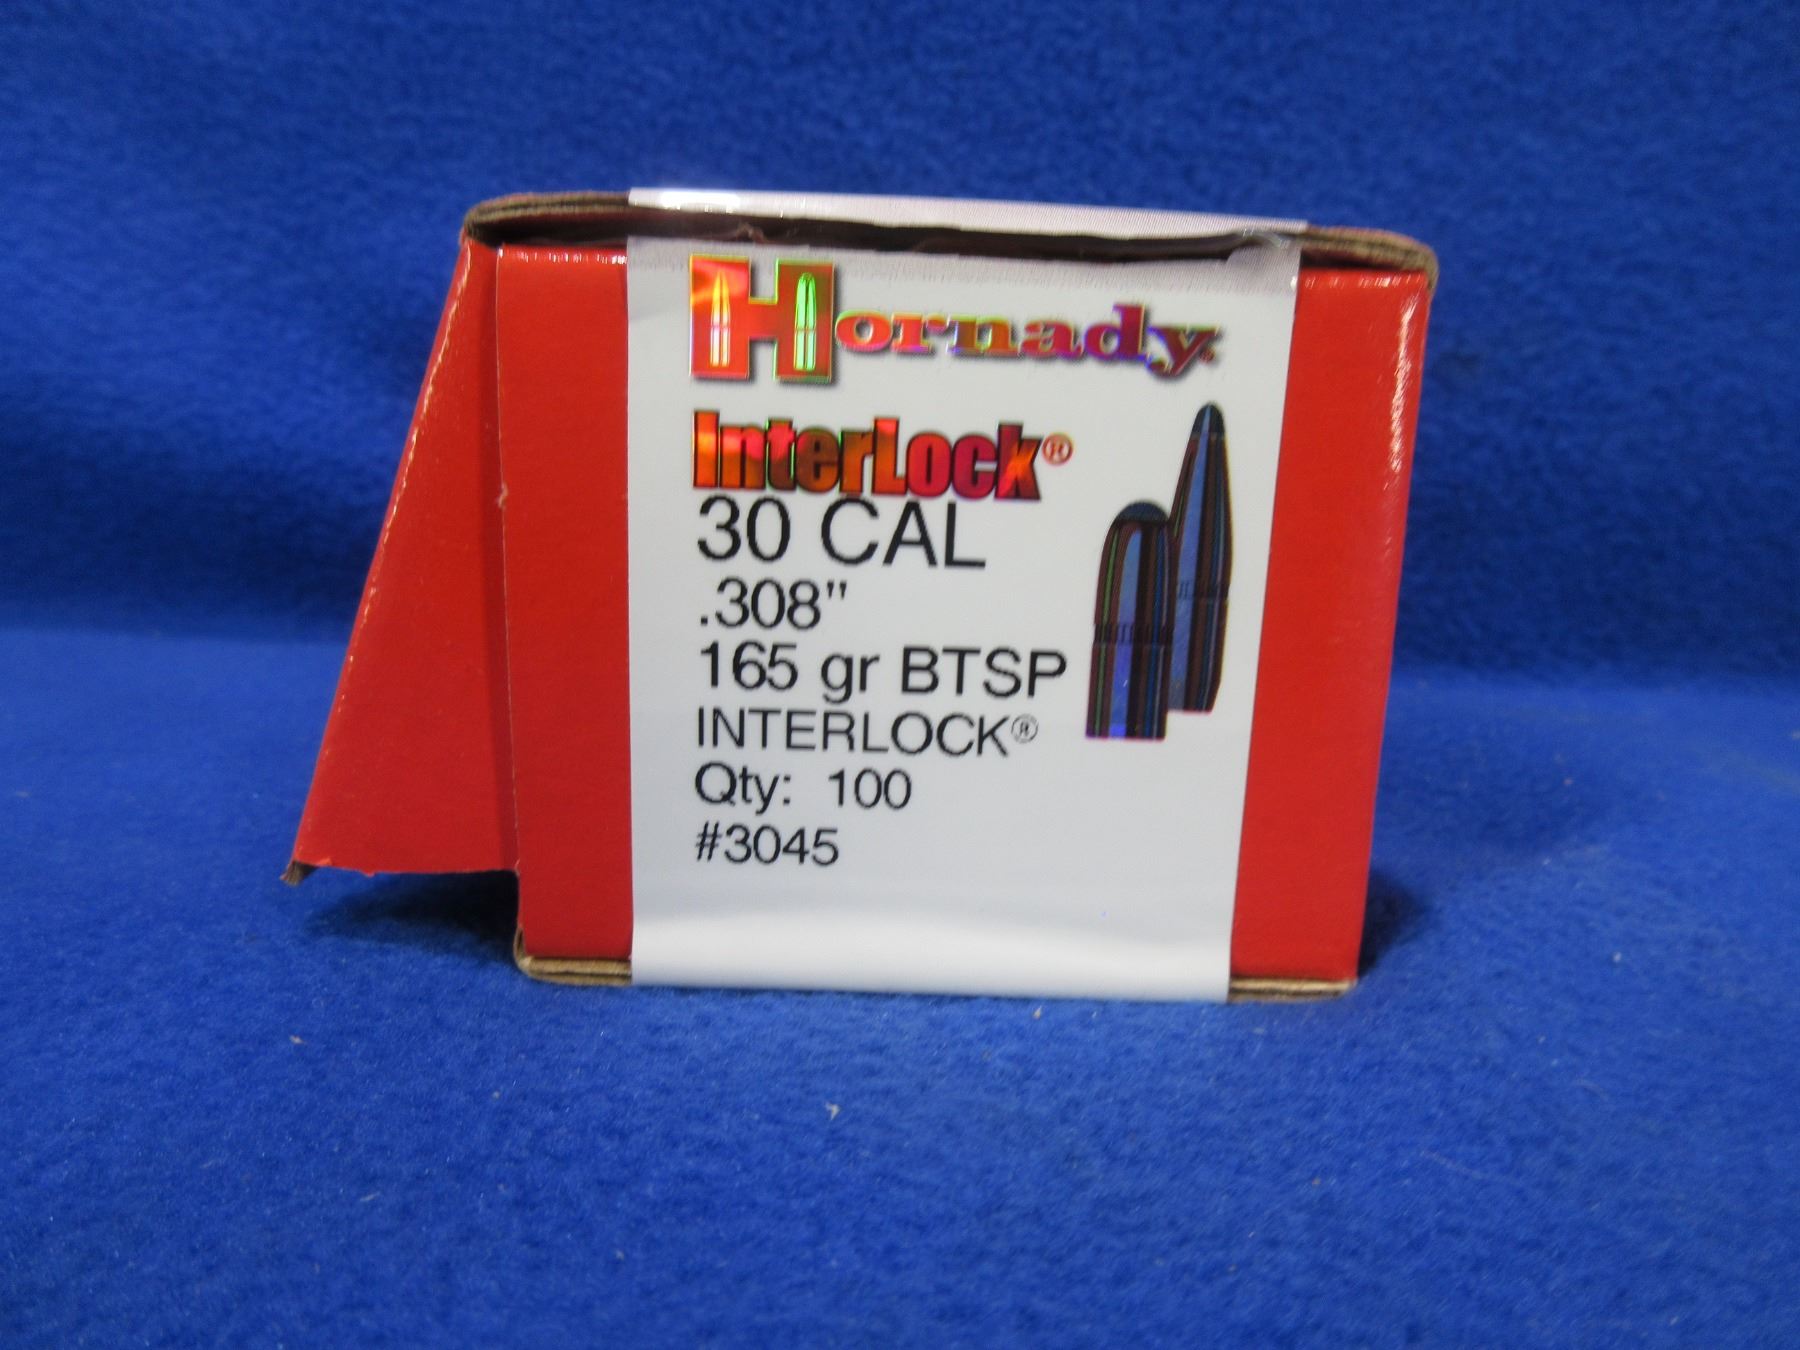 Hornady
InterLock®
30 CAL
.308"
165 gr BTSP
INTERLOCK®
Qty: 100
#3045